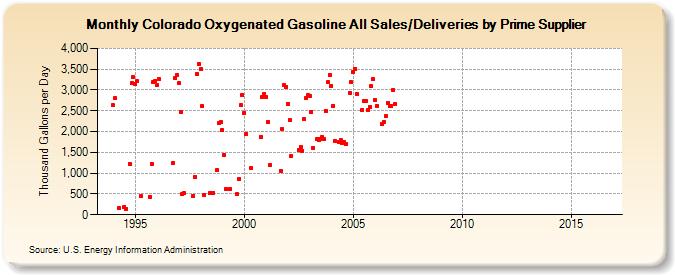 Monthly Colorado Oxygenated Gasoline All Sales/Deliveries by Prime Supplier
Thousand Gallons per Day
4,000
3,500
3,000
2,500
2,000
1,500
1,000
500
0
1995 2000 2005 2010 2015
Source: U.S. Energy Information Administration